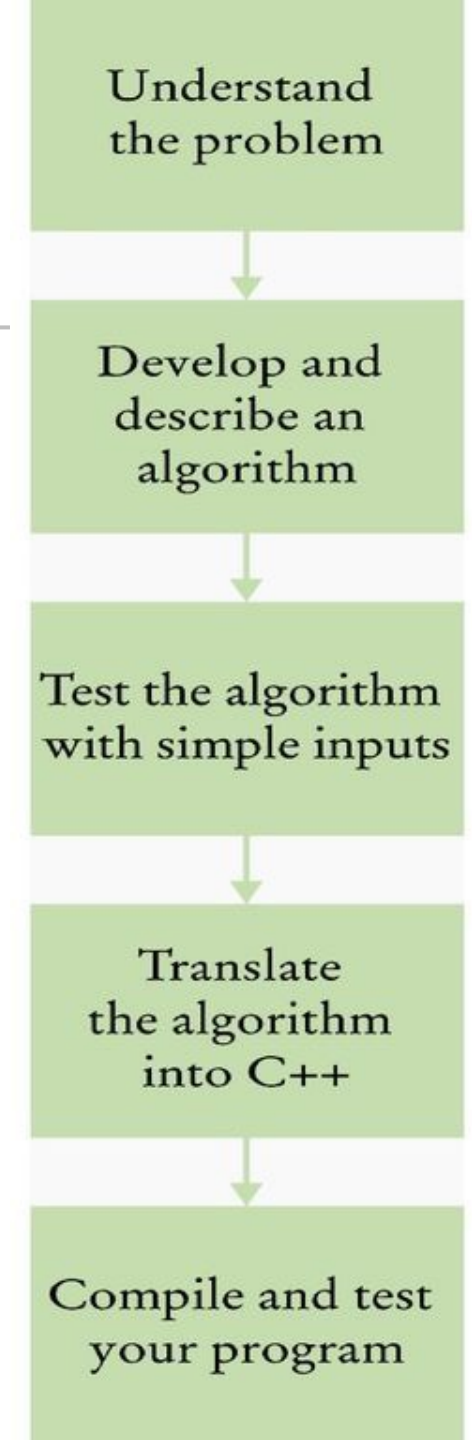 Understand
the problem
Develop and
describe an
algorithm
Test the algorithm
with simple inputs
Translate
the algorithm
into C++
Compile and test
your program